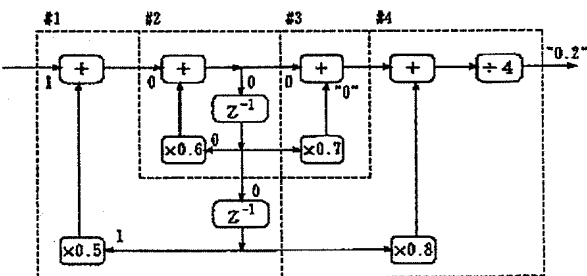 #1 #2 #3 #4
+ + + + ÷4 "0.2"
1 0 0 0 "0"
Z⁻¹
×0.6 0 ×0.7
0
Z⁻¹
×0.5 1 ×0.8